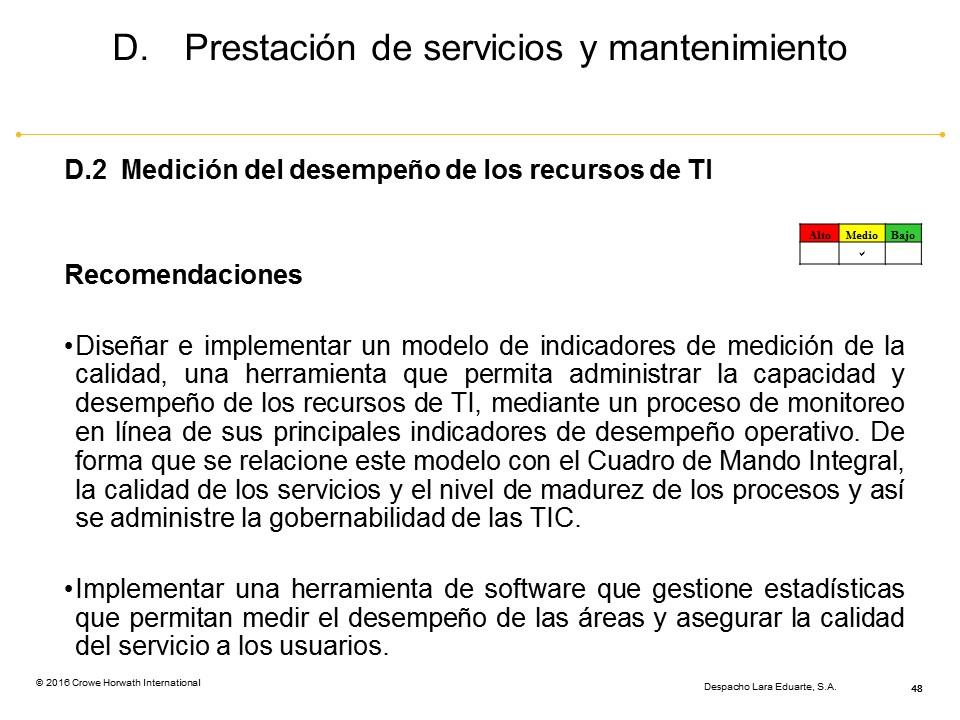 D. Prestación de servicios y mantenimiento
D.2 Medición del desempeño de los recursos de TI
Alto Medio Bajo
✓
Recomendaciones
•Diseñar e implementar un modelo de indicadores de medición de la
calidad, una herramienta que permita administrar la capacidad y
desempeño de los recursos de TI, mediante un proceso de monitoreo
en línea de sus principales indicadores de desempeño operativo. De
forma que se relacione este modelo con el Cuadro de Mando Integral,
la calidad de los servicios y el nivel de madurez de los procesos y así
se administre la gobernabilidad de las TIC.
•Implementar una herramienta de software que gestione estadísticas
que permitan medir el desempeño de las áreas y asegurar la calidad
del servicio a los usuarios.
© 2016 Crowe Horwath International
Despacho Lara Eduarte, S.A.
48